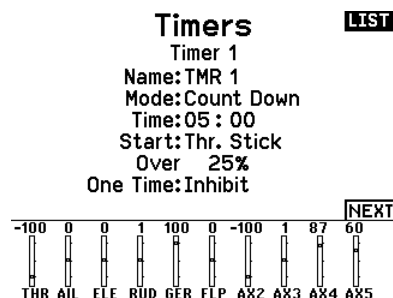 Timers
LIST
Timer 1
Name:TMR 1
Mode:Count Down
Time:05:00
Start:Thr. Stick
Over 25%
One Time:Inhibit
NEXT
-100 0 0 1 100 0 -100 1 87 60
THR AIL ELE RUD GER FLP AX2 AX3 AX4 AX5